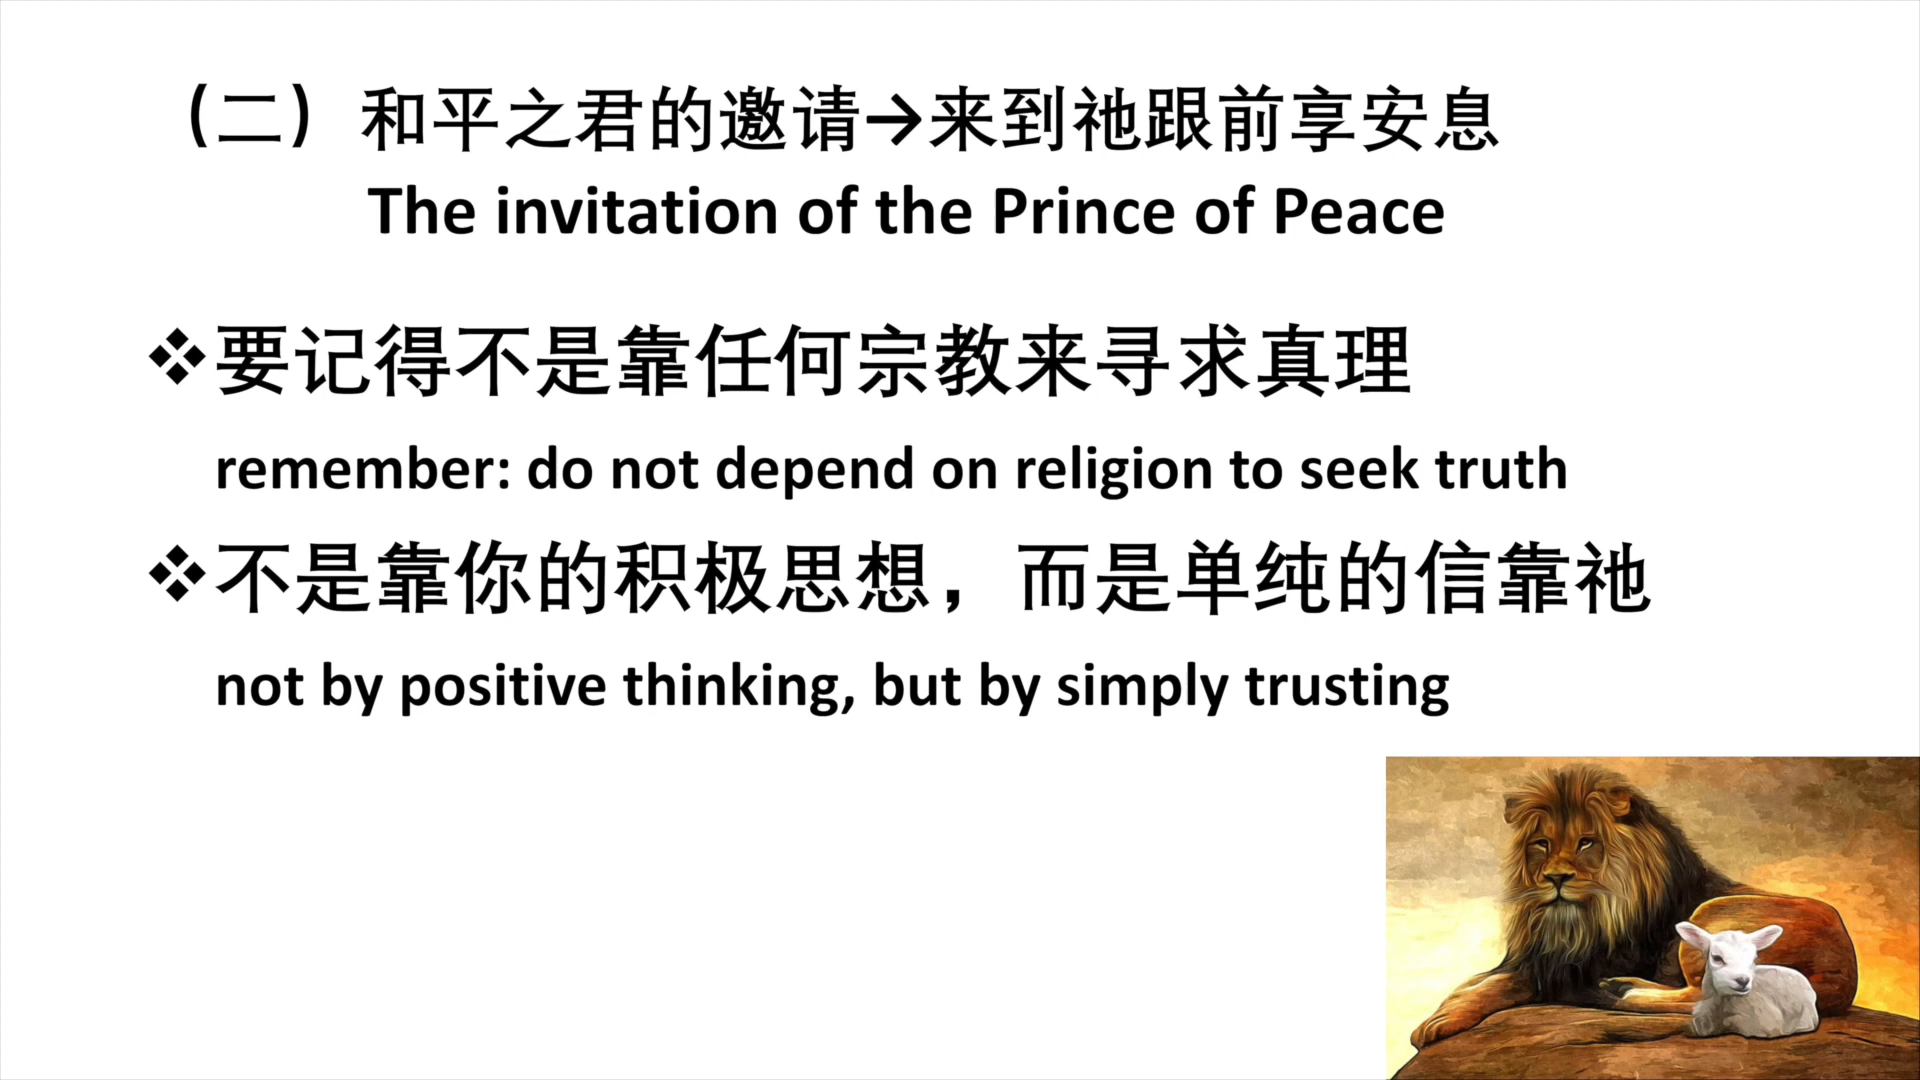 （二）和平之君的邀请→来到祂跟前享安息
The invitation of the Prince of Peace
❖要记得不是靠任何宗教来寻求真理
remember: do not depend on religion to seek truth
❖不是靠你的积极思想，而是单纯的信靠祂
not by positive thinking, but by simply trusting